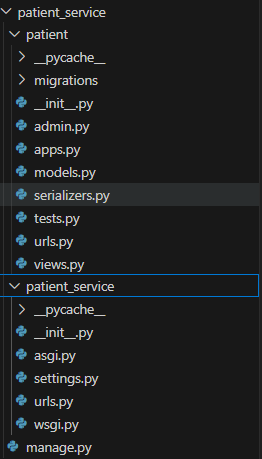 patient_service
patient
__pycache__
migrations
__init__.py
admin.py
apps.py
models.py
serializers.py
tests.py
urls.py
views.py
patient_service
__pycache__
__init__.py
asgi.py
settings.py
urls.py
wsgi.py
manage.py